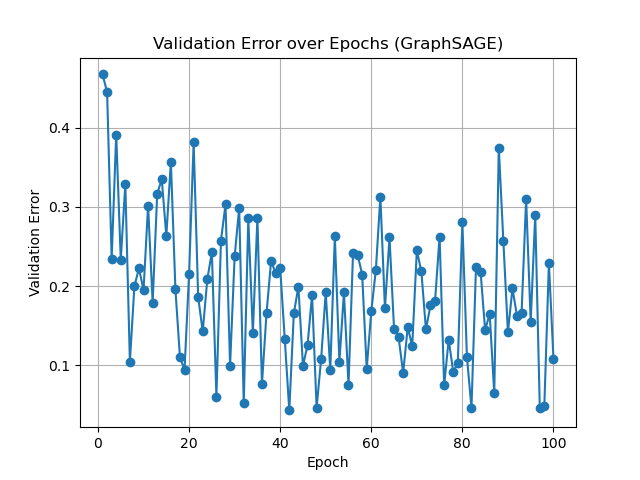 Validation Error over Epochs (GraphSAGE)
Validation Error
0.4
0.3
0.2
0.1
0 20 40 60 80 100
Epoch